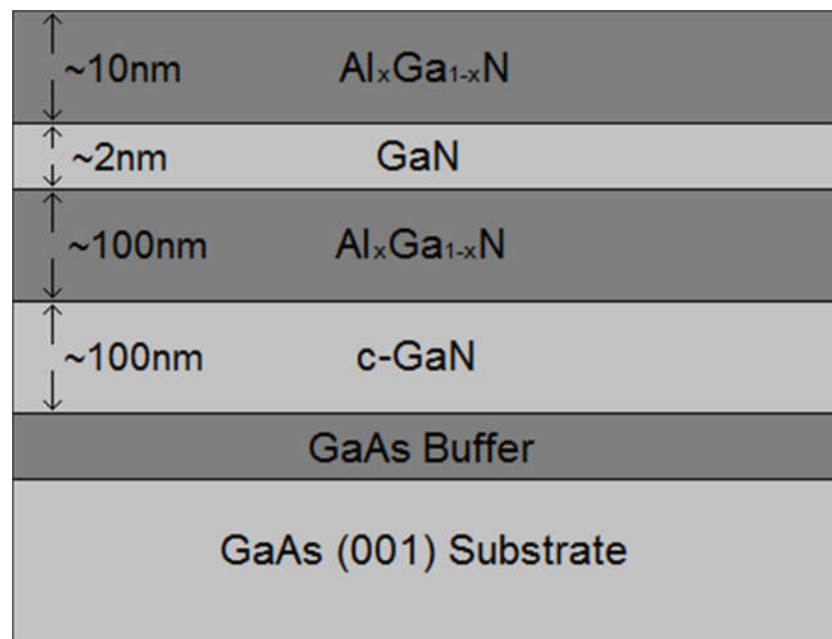 ~10nm AlₓGa₁₋ₓN
~2nm GaN
~100nm AlₓGa₁₋ₓN
~100nm c-GaN
GaAs Buffer
GaAs (001) Substrate